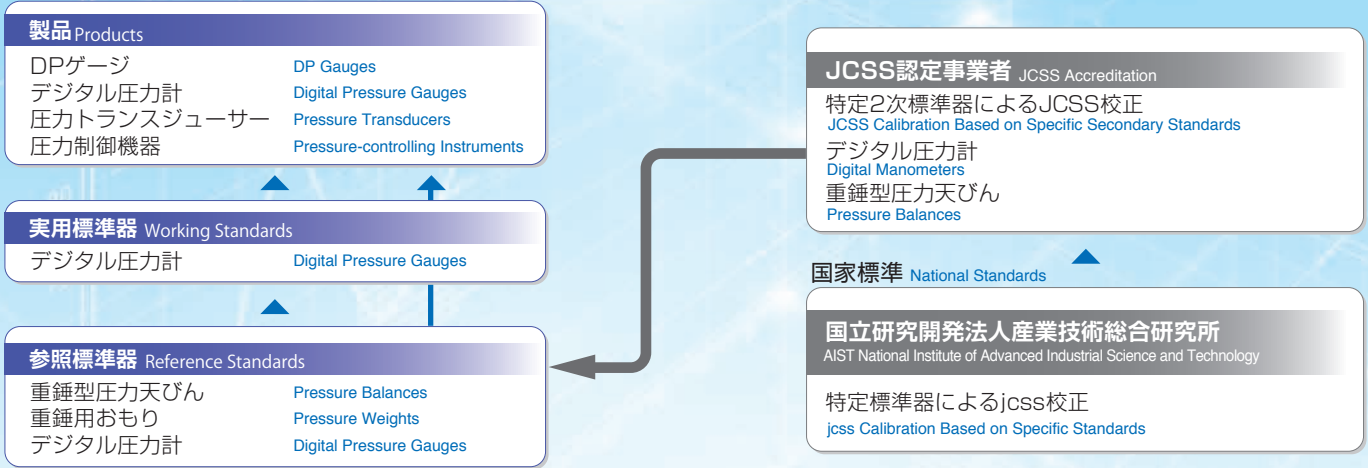 製品 Products
DPゲージ DP Gauges
デジタル圧力計 Digital Pressure Gauges
圧力トランスジューサー Pressure Transducers
圧力制御機器 Pressure-controlling Instruments
実用標準器 Working Standards
デジタル圧力計 Digital Pressure Gauges
参照標準器 Reference Standards
重錘型圧力天びん Pressure Balances
重錘用おもり Pressure Weights
デジタル圧力計 Digital Pressure Gauges
JCSS認定事業者 JCSS Accreditation
特定2次標準器によるJCSS校正
JCSS Calibration Based on Specific Secondary Standards
デジタル圧力計
Digital Manometers
重錘型圧力天びん
Pressure Balances
国家標準 National Standards
国立研究開発法人産業技術総合研究所
AIST National Institute of Advanced Industrial Science and Technology
特定標準器によるjcss校正
jcss Calibration Based on Specific Standards